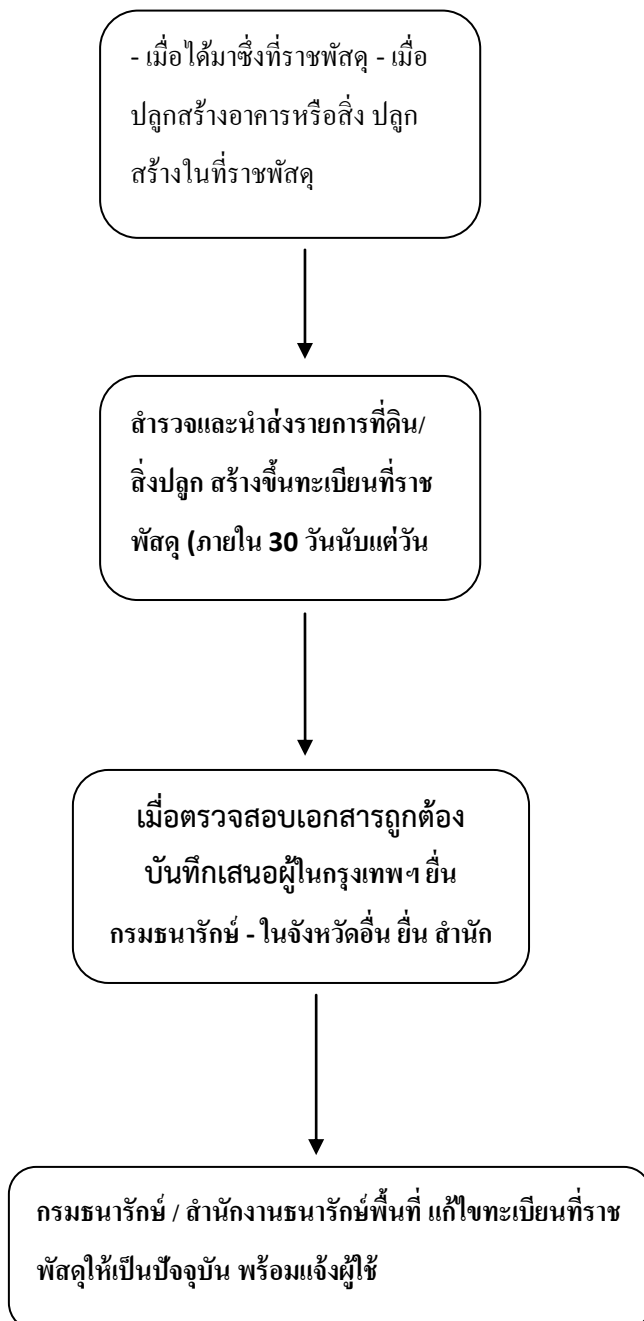 - เมื่อได้มาซึ่งที่ราชพัสดุ - เมื่อ
ปลูกสร้างอาคารหรือสิ่ง ปลูก
สร้างในที่ราชพัสดุ
สำรวจและนำส่งรายการที่ดิน/
สิ่งปลูก สร้างขึ้นทะเบียนที่ราช
พัสดุ (ภายใน 30 วันนับแต่วัน
เมื่อตรวจสอบเอกสารถูกต้อง
บันทึกเสนอผู้ในกรุงเทพฯ ยื่น
กรมธนารักษ์ - ในจังหวัดอื่น ยื่น สำนัก
กรมธนารักษ์ / สำนักงานธนารักษ์พื้นที่ แก้ไขทะเบียนที่ราช
พัสดุให้เป็นปัจจุบัน พร้อมแจ้งผู้ใช้